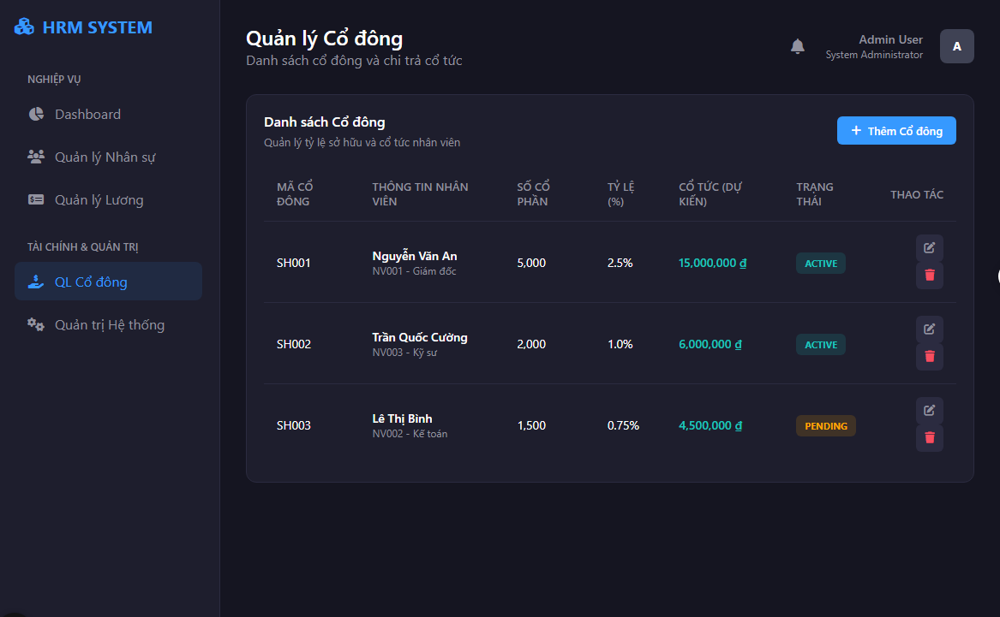 HRM SYSTEM
NGHIỆP VỤ
Dashboard
Quản lý Nhân sự
Quản lý Lương
TÀI CHÍNH & QUẢN TRỊ
QL Cổ đông
Quản trị Hệ thống
Quản lý Cổ đông
Danh sách cổ đông và chi trả cổ tức
Admin User
System Administrator
A
Danh sách Cổ đông
Quản lý tỷ lệ sở hữu và cổ tức nhân viên
+ Thêm Cổ đông
MÃ CỔ ĐÔNG THÔNG TIN NHÂN VIÊN SỐ CỔ PHẦN TỶ LỆ (%) CỔ TỨC (DỰ KIẾN) TRẠNG THÁI THAO TÁC
SH001 Nguyễn Văn An 5,000 2.5% 15,000,000 ₫ ACTIVE
NV001 - Giám đốc
SH002 Trần Quốc Cường 2,000 1.0% 6,000,000 ₫ ACTIVE
NV003 - Kỹ sư
SH003 Lê Thị Bình 1,500 0.75% 4,500,000 ₫ PENDING
NV002 - Kế toán